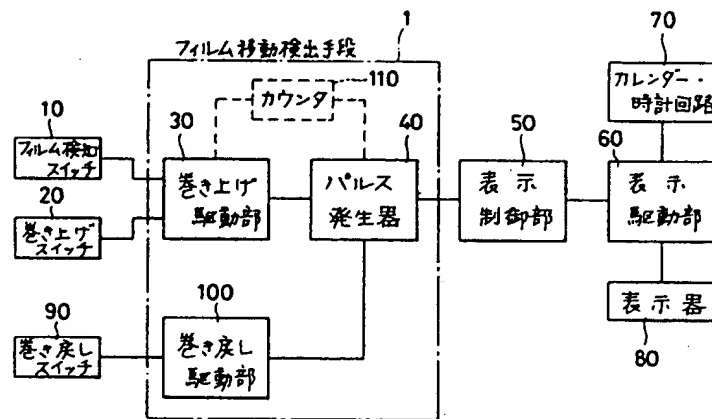 1
フィルム移動検出手段
70
カレンダー・
時計回路
110
カウンタ
10
フィルム検知
スイッチ
30
巻き上げ
駆動部
40
パルス
発生器
50
表示
制御部
60
表示
駆動部
20
巻き上げ
スイッチ
90
巻き戻し
スイッチ
100
巻き戻し
駆動部
表示器
80